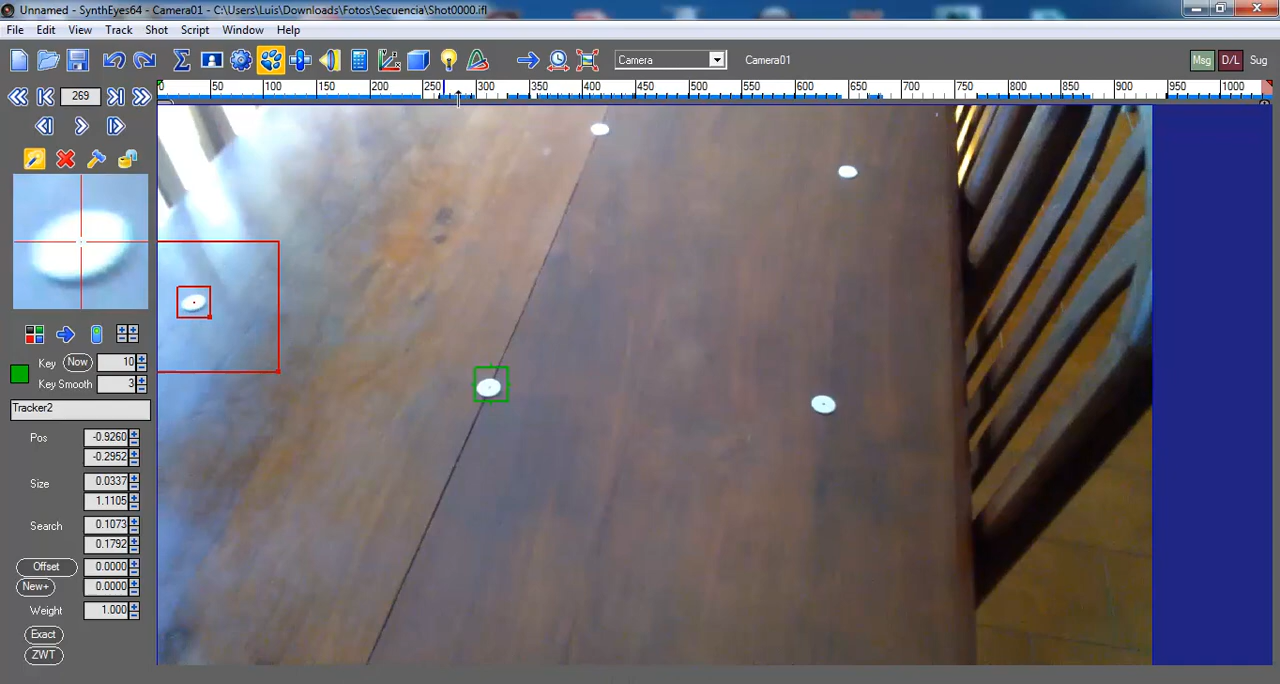 Unnamed - SynthEyes64 - Camera01 - C:\Users\Luis\Downloads\Fotos\Secuencia\Shot0000.ifl
File Edit View Track Shot Script Window Help
Camera Camera01 Msg D/L Sug
0 50 100 150 200 250 300 350 400 450 500 550 600 650 700 750 800 850 900 950 1000
269
Key Now 10
Key Smooth 3
Tracker2
Pos -0.9260
-0.2952
Size 0.0337
1.1105
Search 0.1073
0.1792
Offset 0.0000
New+ 0.0000
Weight 1.000
Exact
ZWT